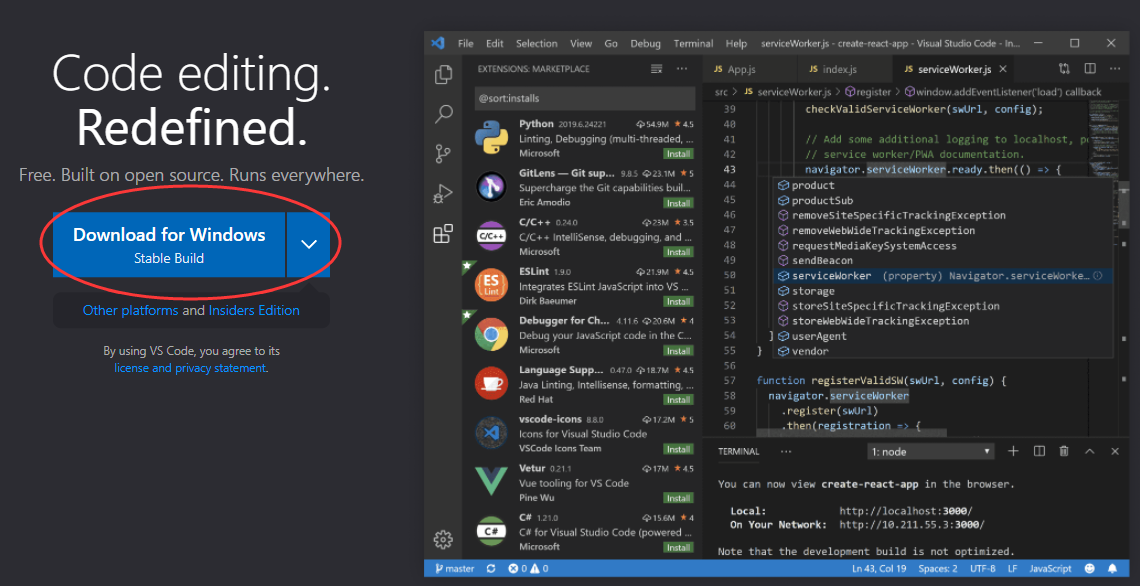 Code editing.
Redefined.
Free. Built on open source. Runs everywhere.
Download for Windows
Stable Build
Other platforms and Insiders Edition
By using VS Code, you agree to its
license and privacy statement.
File Edit Selection View Go Debug Terminal Help serviceWorker.js - create-react-app - Visual Studio Code - In...
EXTENSIONS: MARKETPLACE
@sort:installs
Python 2019.6.24221 54.9M 4.5
Linting, Debugging (multi-threaded, ...
Microsoft Install
GitLens — Git sup... 9.8.5 23.1M 5
Supercharge the Git capabilities buil...
Eric Amodio Install
C/C++ 0.24.0 23M 3.5
C/C++ IntelliSense, debugging, and ...
Microsoft Install
ESLint 1.9.0 21.9M 4.5
Integrates ESLint JavaScript into VS ...
Dirk Baeumer Install
Debugger for Ch... 4.11.6 20.6M 4
Debug your JavaScript code in the C...
Microsoft Install
Language Supp... 0.47.0 18.7M 4.5
Java Linting, Intellisense, formatting, ...
Red Hat Install
vscode-icons 8.8.0 17.2M 5
Icons for Visual Studio Code
VSCode Icons Team Install
Vetur 0.21.1 17M 4.5
Vue tooling for VS Code
Pine Wu Install
C# 1.21.0 15.6M 4
C# for Visual Studio Code (powered ...
Microsoft Install
C/C++
ES
Lint
C#
JS App.js JS index.js JS serviceWorker.js
src > JS serviceWorker.js > register > window.addEventListener('load') callback
39 checkValidServiceWorker(swUrl, config);
40
41 // Add some additional logging to localhost, po
42 // service worker/PWA documentation.
43 navigator.serviceWorker.ready.then(() => {
44 product
45 productSub
46 removeSiteSpecificTrackingException
47 removeWebWideTrackingException
48 requestMediaKeySystemAccess
49 sendBeacon
50 serviceWorker (property) Navigator.serviceWorke...
51 storage
52 storeSiteSpecificTrackingException
53 storeWebWideTrackingException
54 } userAgent
55 } vendor
56
57 function registerValidSW(swUrl, config) {
58 navigator.serviceWorker
59 .register(swUrl)
60 .then(registration => {
TERMINAL ... 1: node
You can now view create-react-app in the browser.
Local: http://localhost:3000/
On Your Network: http://10.211.55.3:3000/
Note that the development build is not optimized.
master 0 0 Ln 43, Col 19 Spaces: 2 UTF-8 LF JavaScript